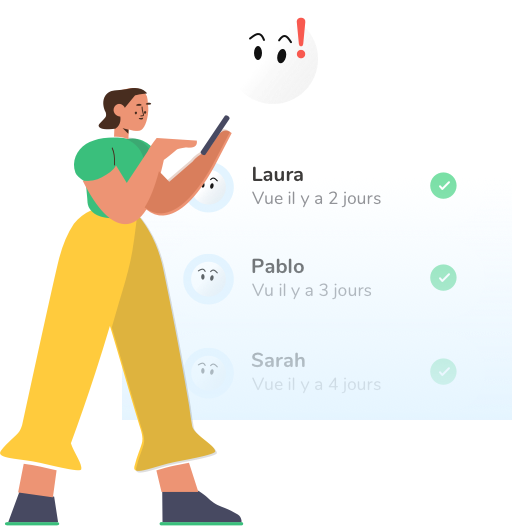 Laura
Vue il y a 2 jours
Pablo
Vu il y a 3 jours
Sarah
Vue il y a 4 jours